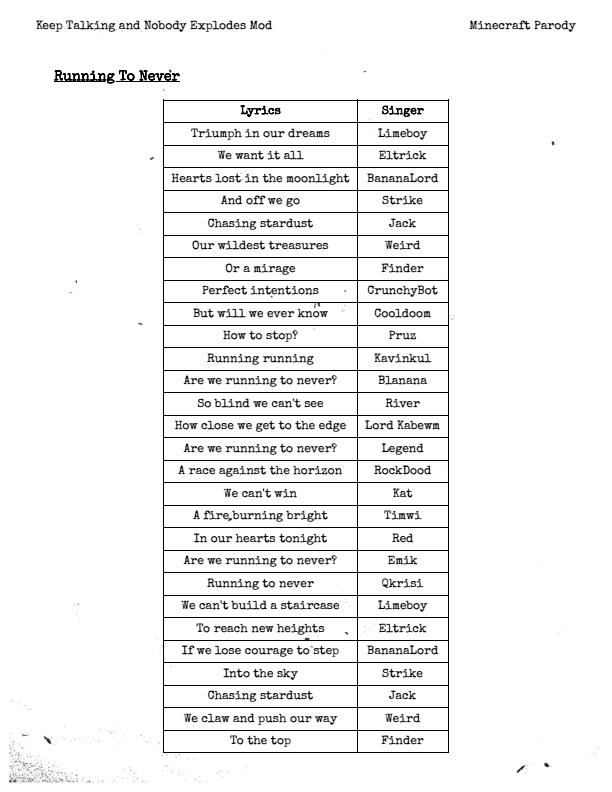 Keep Talking and Nobody Explodes Mod Minecraft Parody
Running To Never
Lyrics Singer
Triumph in our dreams Limeboy
We want it all Eltrick
Hearts lost in the moonlight BananaLord
And off we go Strike
Chasing stardust Jack
Our wildest treasures Weird
Or a mirage Finder
Perfect intentions CrunchyBot
But will we ever know Cooldoom
How to stop? Pruz
Running running Kavinkul
Are we running to never? Blanana
So blind we can't see River
How close we get to the edge Lord Kabewm
Are we running to never? Legend
A race against the horizon RockDood
We can't win Kat
A fire burning bright Timwi
In our hearts tonight Red
Are we running to never? Emik
Running to never Qkrisi
We can't build a staircase Limeboy
To reach new heights Eltrick
If we lose courage to step BananaLord
Into the sky Strike
Chasing stardust Jack
We claw and push our way Weird
To the top Finder